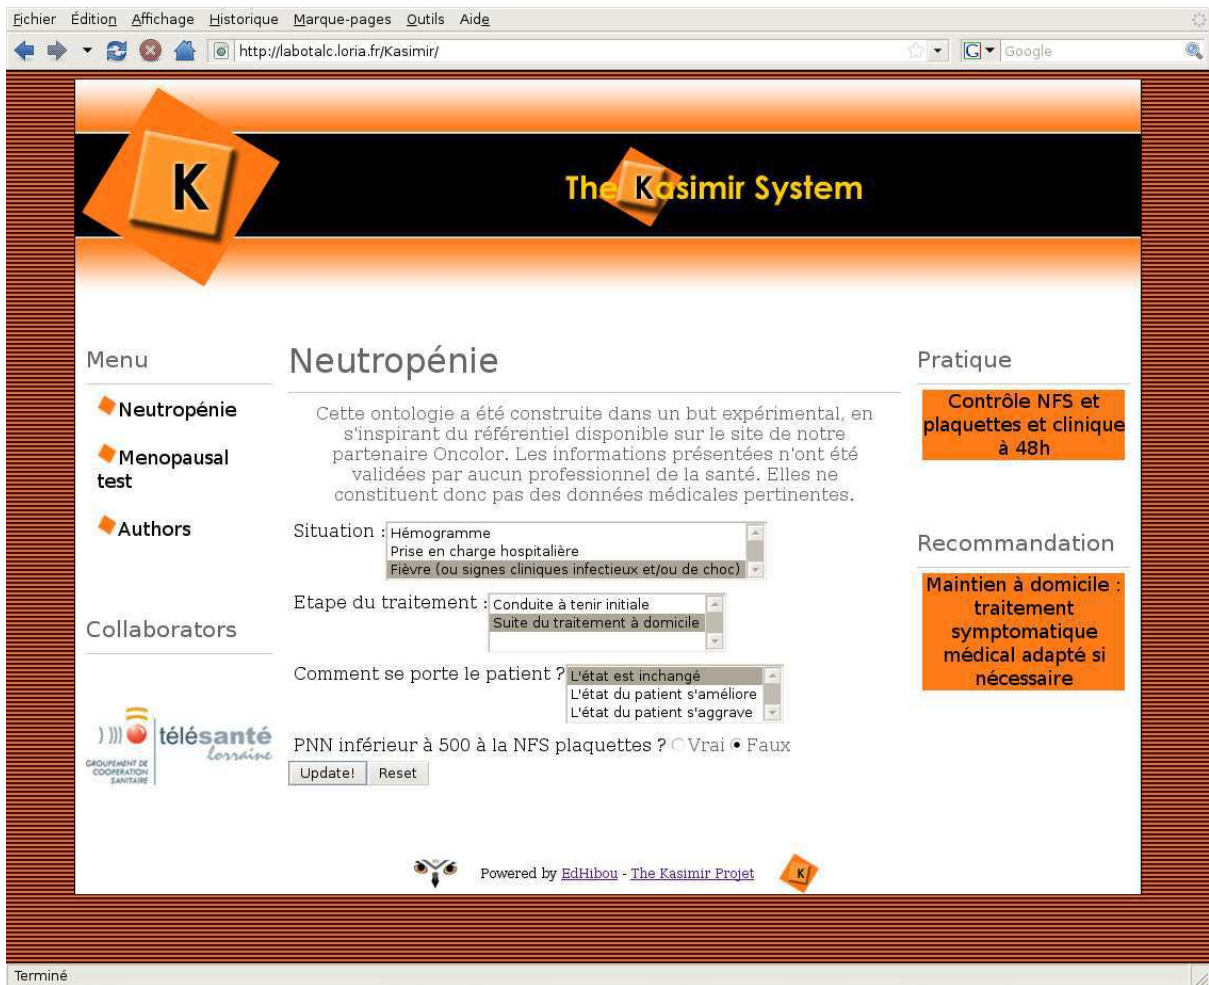 Fichier Édition Affichage Historique Marque-pages Outils Aide
http://labotalc.loria.fr/Kasimir/
G Google
K
The Kasimir System
Menu
Neutropénie
Menopausal
test
Authors
Collaborators
télésanté
lorraine
GROUPEMENT DE
COOPERATION
SANITAIRE
Neutropénie
Cette ontologie a été construite dans un but expérimental, en
s'inspirant du référentiel disponible sur le site de notre
partenaire Oncolor. Les informations présentées n'ont été
validées par aucun professionnel de la santé. Elles ne
constituent donc pas des données médicales pertinentes.
Situation :
Hémogramme
Prise en charge hospitalière
Fièvre (ou signes cliniques infectieux et/ou de choc)
Etape du traitement :
Conduite à tenir initiale
Suite du traitement à domicile
Comment se porte le patient ?
L'état est inchangé
L'état du patient s'améliore
L'état du patient s'aggrave
PNN inférieur à 500 à la NFS plaquettes ? Vrai Faux
Update! Reset
Pratique
Contrôle NFS et
plaquettes et clinique
à 48h
Recommandation
Maintien à domicile :
traitement
symptomatique
médical adapté si
nécessaire
Powered by EdHibou - The Kasimir Projet
K
Terminé